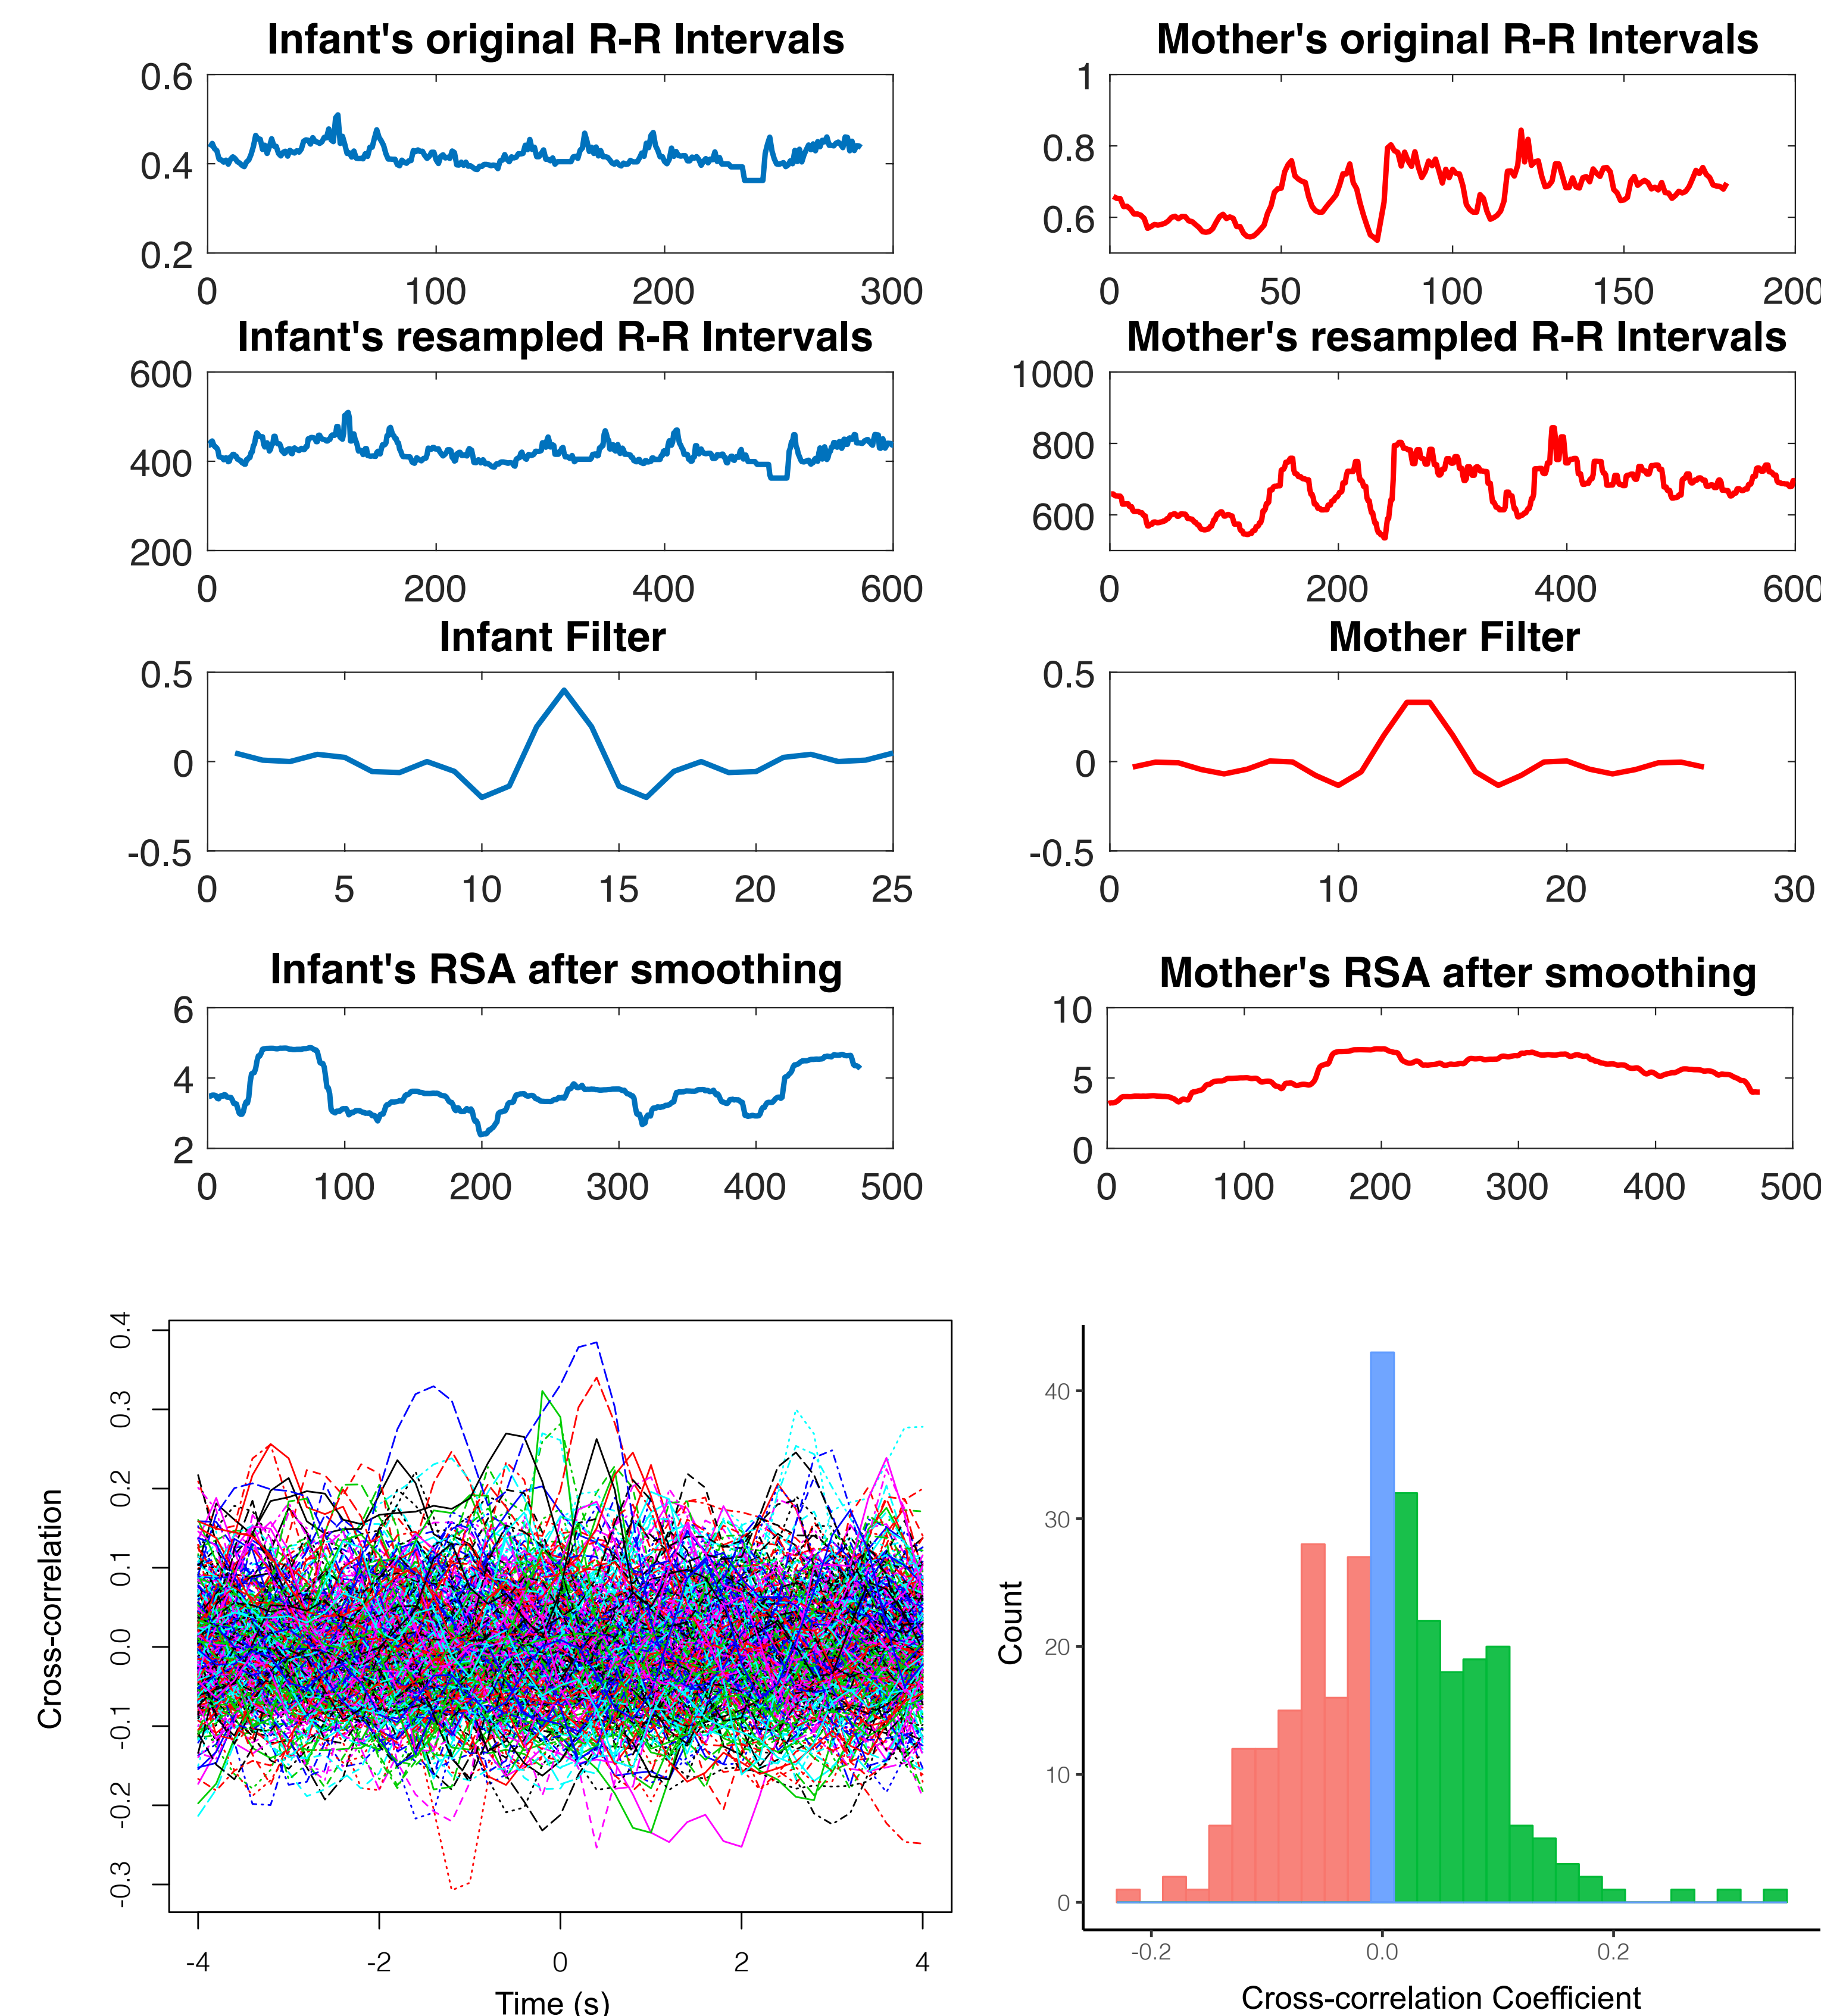 Infant's original R-R Intervals
0.6
0.4
0.2
0 100 200 300
Mother's original R-R Intervals
1
0.8
0.6
0 50 100 150 200
Infant's resampled R-R Intervals
600
400
200
0 200 400 600
Mother's resampled R-R Intervals
1000
800
600
0 200 400 600
Infant Filter
0.5
0
-0.5
0 5 10 15 20 25
Mother Filter
0.5
0
-0.5
0 10 20 30
Infant's RSA after smoothing
6
4
2
0 100 200 300 400 500
Mother's RSA after smoothing
10
5
0
0 100 200 300 400 500
Cross-correlation
0.4
0.3
0.2
0.1
0.0
-0.1
-0.2
-0.3
-4 -2 0 2 4
Time (s)
Count
40
30
20
10
0
-0.2 0.0 0.2
Cross-correlation Coefficient